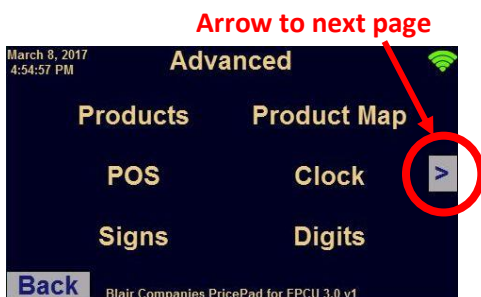 Arrow to next page
March 8, 2017
4:54:57 PM
Advanced
Products
Product Map
POS
Clock
>
Signs
Digits
Back
Blair Companies PricePad for EPCU 3.0 v1